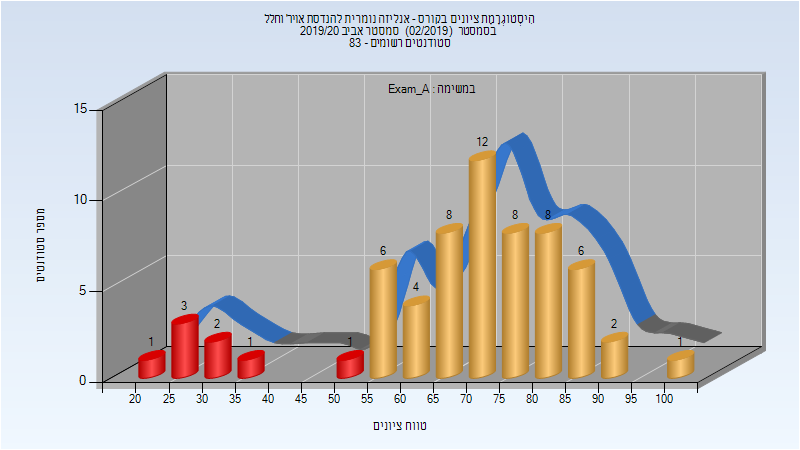 היסטוגרמת ציונים בקורס - אנליזה נומרית להנדסת אויר וחלל
בסמסטר (02/2019) סמסטר אביב 2019/20
סטודנטים רשומים - 83
במשימה : Exam_A
מספר סטודנטים
15
10
5
0
1
3
2
1
1
6
4
8
12
8
8
6
2
1
20 25 30 35 40 45 50 55 60 65 70 75 80 85 90 95 100
טווח ציונים